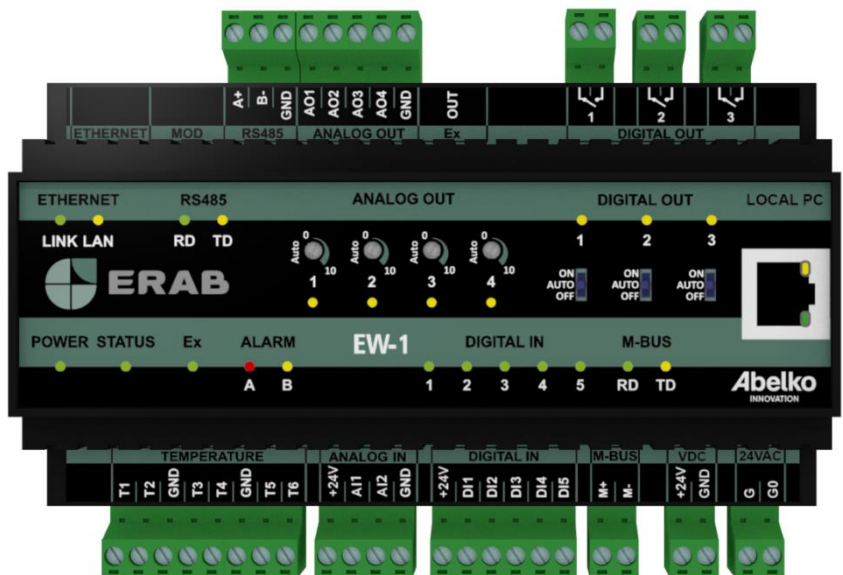 A+ B- GND AO1 AO2 AO3 AO4 GND OUT
1 2 3
ETHERNET MOD RS485 ANALOG OUT Ex DIGITAL OUT
ETHERNET RS485 ANALOG OUT DIGITAL OUT LOCAL PC
LINK LAN RD TD 1 2 3
Auto 0 10 Auto 0 10 Auto 0 10 Auto 0 10
1 2 3 4
ON AUTO OFF ON AUTO OFF ON AUTO OFF
ERAB
POWER STATUS Ex ALARM EW-1 DIGITAL IN M-BUS
A B 1 2 3 4 5 RD TD
Abelko
INNOVATION
TEMPERATURE ANALOG IN DIGITAL IN M-BUS VDC 24VAC
T1 T2 GND T3 T4 GND T5 T6 +24V AI1 AI2 GND +24V DI1 DI2 DI3 DI4 DI5 M+ M- +24V GND G G0